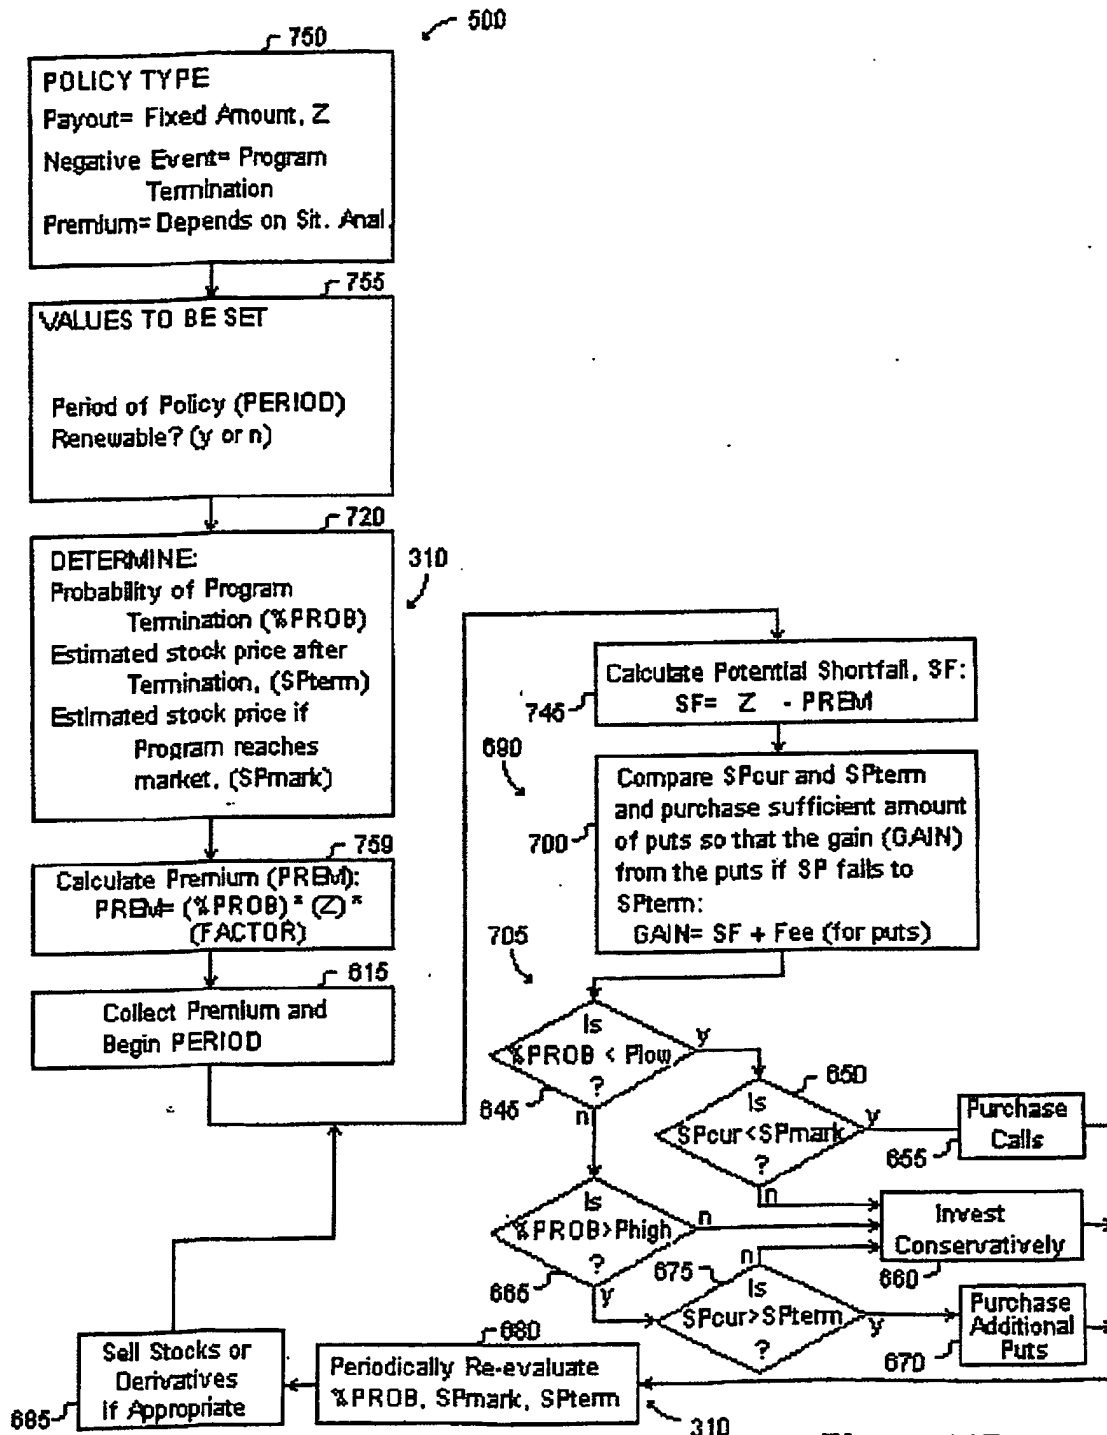 500
750
POLICY TYPE
Payout= Fixed Amount, Z
Negative Event= Program
Termination
Premium= Depends on Sit. Anal.
755
VALUES TO BE SET
Period of Policy (PERIOD)
Renewable? (y or n)
720
DETERMINE:
Probability of Program
Termination (%PROB)
Estimated stock price after
Termination, (SPterm)
Estimated stock price if
Program reaches
market, (SPmark)
310
759
Calculate Premium (PREM):
PREM= (%PROB)* (Z)*
(FACTOR)
615
Collect Premium and
Begin PERIOD
Calculate Potential Shortfall, SF:
SF= Z - PREM
745
690
Compare SPcur and SPterm
and purchase sufficient amount
of puts so that the gain (GAIN)
from the puts if SP falls to
SPterm:
GAIN= SF + Fee (for puts)
700
705
Is
%PROB < Plow
?
y
n
645
650
Is
SPcur<SPmark
?
y
n
Purchase
Calls
655
Is
%PROB>Phigh
?
n
y
665
Invest
Conservatively
660
675
n
Is
SPcur>SPterm
?
y
Purchase
Additional
Puts
670
680
Periodically Re-evaluate
%PROB, SPmark, SPterm
310
Sell Stocks or
Derivatives
if Appropriate
685